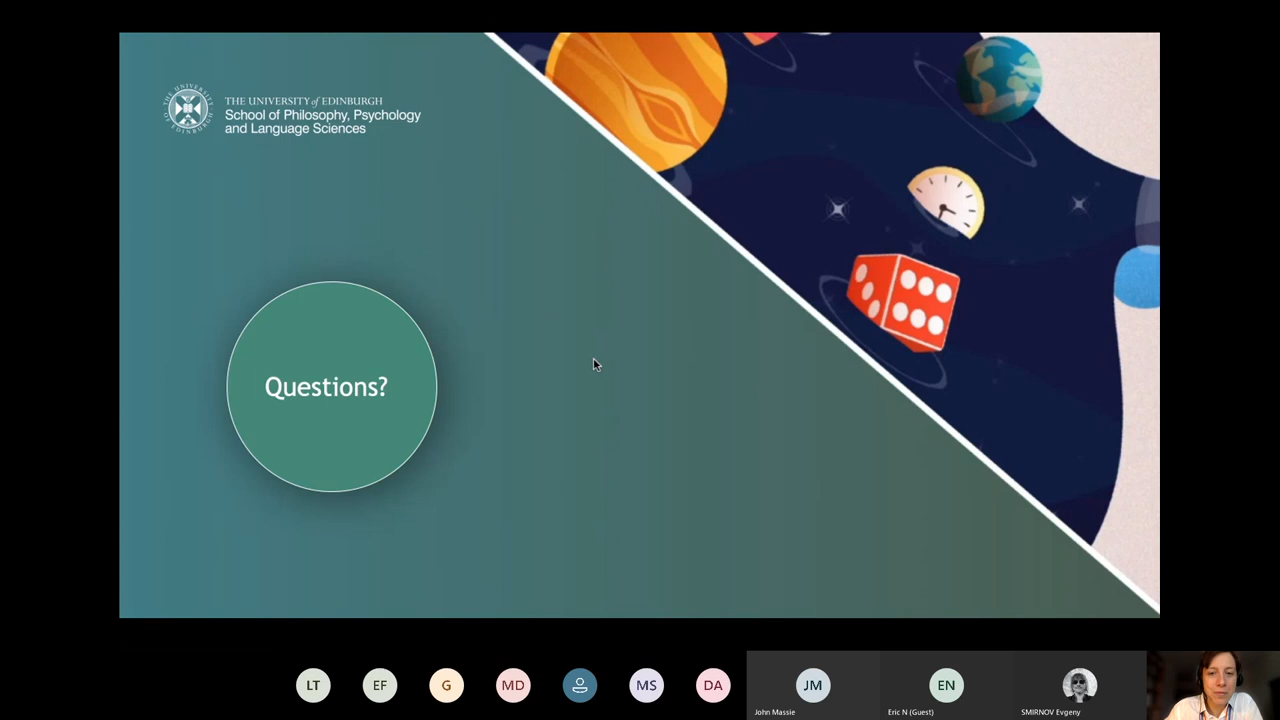 THE UNIVERSITY of EDINBURGH
School of Philosophy, Psychology
and Language Sciences
Questions?
LT
EF
G
MD
MS
DA
JM
EN
John Massie
Eric N (Guest)
SMIRNOV Evgeny